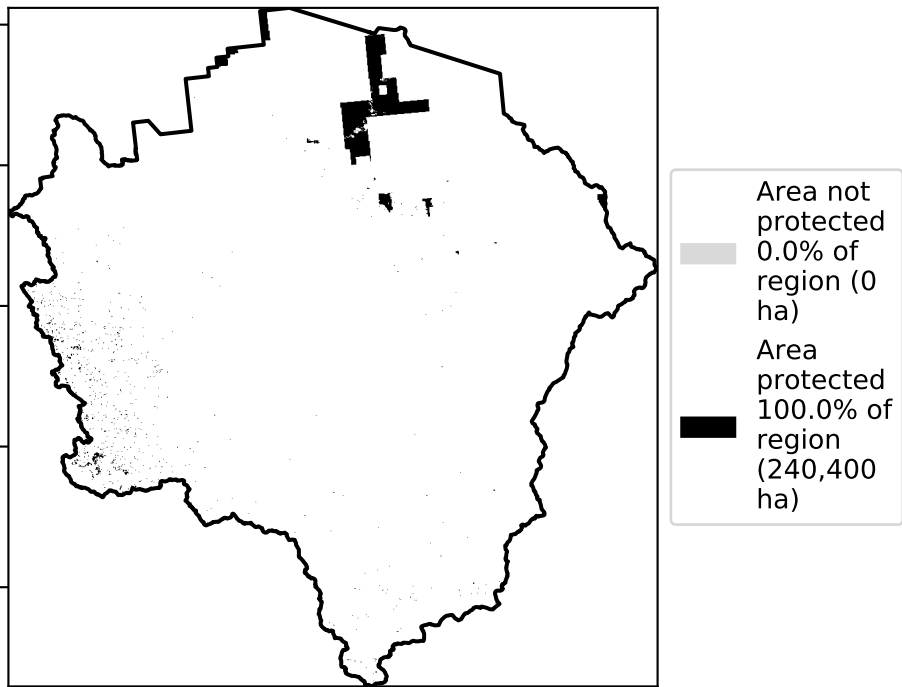 Area not
protected
0.0% of
region (0
ha)
Area
protected
100.0% of
region
(240,400
ha)